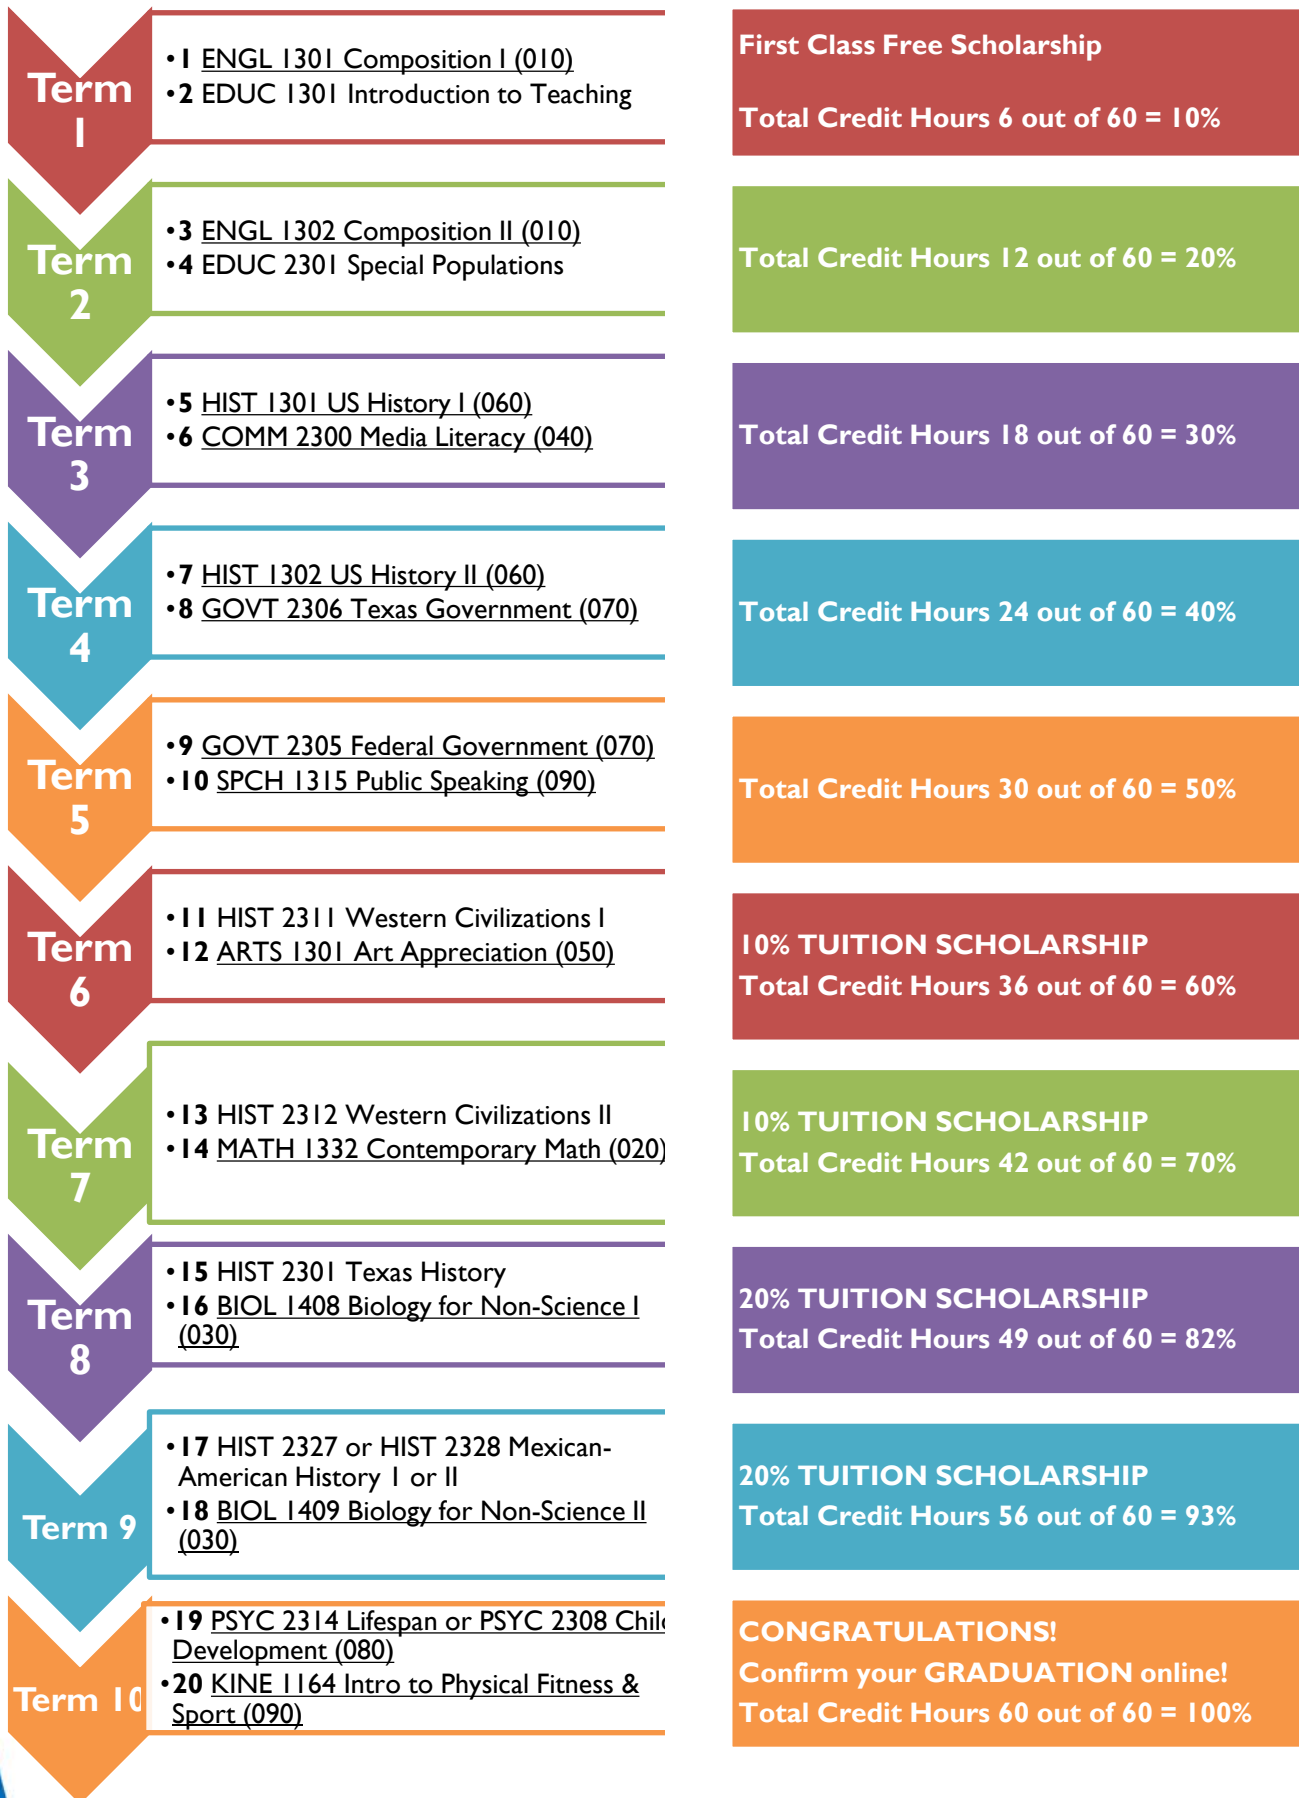 Term
1
•1 ENGL 1301 Composition I (010)
•2 EDUC 1301 Introduction to Teaching
First Class Free Scholarship
Total Credit Hours 6 out of 60 = 10%
Term
2
•3 ENGL 1302 Composition II (010)
•4 EDUC 2301 Special Populations
Total Credit Hours 12 out of 60 = 20%
Term
3
•5 HIST 1301 US History I (060)
•6 COMM 2300 Media Literacy (040)
Total Credit Hours 18 out of 60 = 30%
Term
4
•7 HIST 1302 US History II (060)
•8 GOVT 2306 Texas Government (070)
Total Credit Hours 24 out of 60 = 40%
Term
5
•9 GOVT 2305 Federal Government (070)
•10 SPCH 1315 Public Speaking (090)
Total Credit Hours 30 out of 60 = 50%
Term
6
•11 HIST 2311 Western Civilizations I
•12 ARTS 1301 Art Appreciation (050)
10% TUITION SCHOLARSHIP
Total Credit Hours 36 out of 60 = 60%
Term
7
•13 HIST 2312 Western Civilizations II
•14 MATH 1332 Contemporary Math (020)
10% TUITION SCHOLARSHIP
Total Credit Hours 42 out of 60 = 70%
Term
8
•15 HIST 2301 Texas History
•16 BIOL 1408 Biology for Non-Science I
(030)
20% TUITION SCHOLARSHIP
Total Credit Hours 49 out of 60 = 82%
Term 9
•17 HIST 2327 or HIST 2328 Mexican-
American History 1 or II
•18 BIOL 1409 Biology for Non-Science II
(030)
20% TUITION SCHOLARSHIP
Total Credit Hours 56 out of 60 = 93%
Term 10
•19 PSYC 2314 Lifespan or PSYC 2308 Child
Development (080)
•20 KINE 1164 Intro to Physical Fitness &
Sport (090)
CONGRATULATIONS!
Confirm your GRADUATION online!
Total Credit Hours 60 out of 60 = 100%